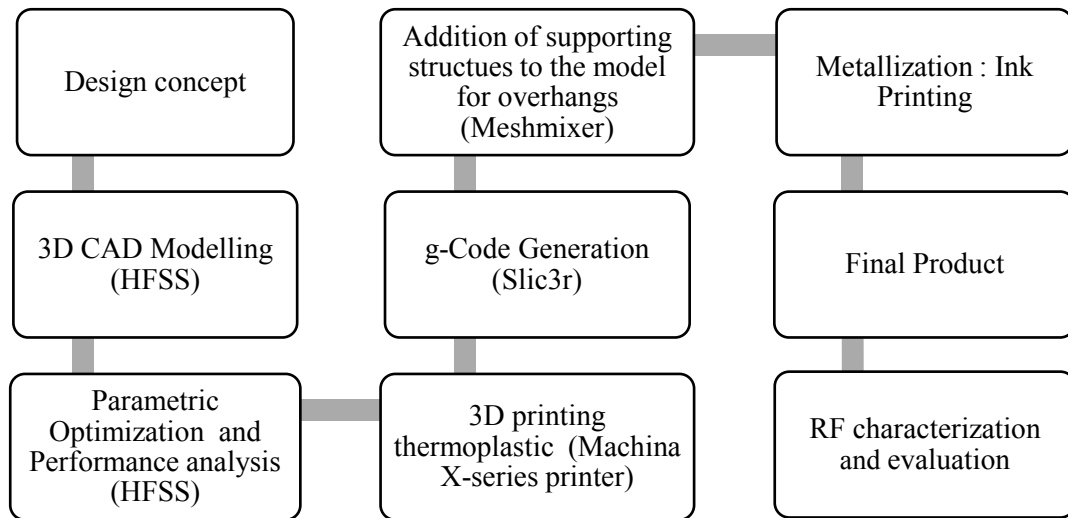 Design concept
3D CAD Modelling
(HFSS)
Parametric
Optimization and
Performance analysis
(HFSS)
3D printing
thermoplastic (Machina
X-series printer)
g-Code Generation
(Slic3r)
Addition of supporting
structues to the model
for overhangs
(Meshmixer)
Metallization : Ink
Printing
Final Product
RF characterization
and evaluation